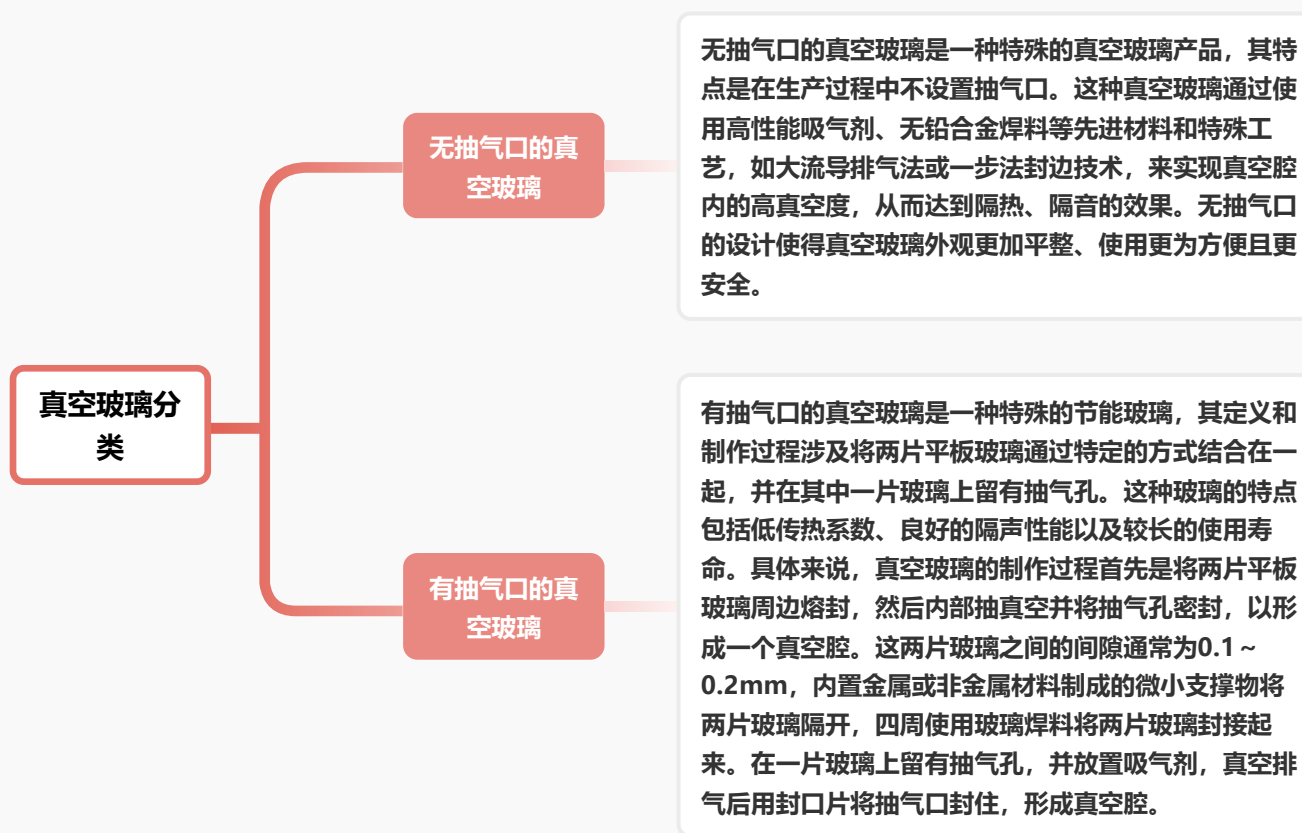 无抽气口的真空玻璃是一种特殊的真空玻璃产品，其特
点是在生产过程中不设置抽气口。这种真空玻璃通过使
用高性能吸气剂、无铅合金焊料等先进材料和特殊工
艺，如大流导排气法或一步法封边技术，来实现真空腔
内的高真空度，从而达到隔热、隔音的效果。无抽气口
的设计使得真空玻璃外观更加平整、使用更为方便且更
安全。
无抽气口的真
空玻璃
真空玻璃分
类
有抽气口的真空玻璃是一种特殊的节能玻璃，其定义和
制作过程涉及将两片平板玻璃通过特定的方式结合在一
起，并在其中一片玻璃上留有抽气孔。这种玻璃的特点
包括低传热系数、良好的隔声性能以及较长的使用寿
命。具体来说，真空玻璃的制作过程首先是将两片平板
玻璃周边熔封，然后内部抽真空并将抽气孔密封，以形
成一个真空腔。这两片玻璃之间的间隙通常为0.1～
0.2mm，内置金属或非金属材料制成的微小支撑物将
两片玻璃隔开，四周使用玻璃焊料将两片玻璃封接起
来。在一片玻璃上留有抽气孔，并放置吸气剂，真空排
气后用封口片将抽气口封住，形成真空腔。
有抽气口的真
空玻璃